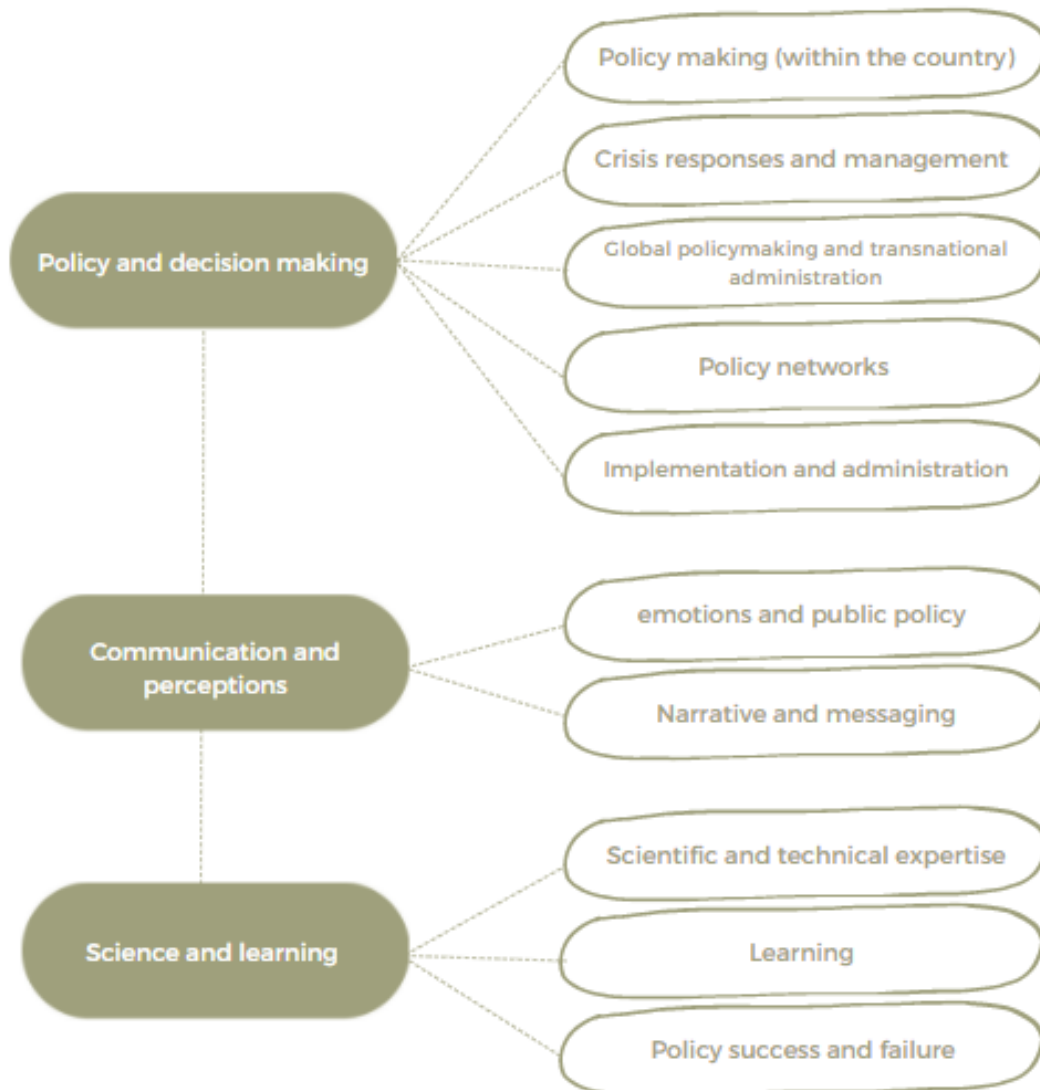 Policy and decision making
Policy making (within the country)
Crisis responses and management
Global policymaking and transnational
administration
Policy networks
Implementation and administration
Communication and
perceptions
emotions and public policy
Narrative and messaging
Science and learning
Scientific and technical expertise
Learning
Policy success and failure